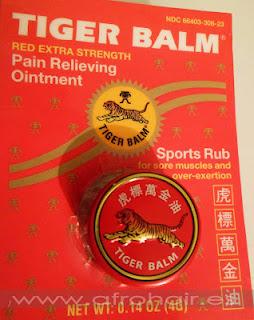 NDC 66403-306-23
TIGER BALM®
RED EXTRA STRENGTH
Pain Relieving
Ointment
TIGER BALM®
Sports Rub
for sore muscles and
over-exertion
虎標萬金油
虎標萬金油
TIGER BALM
NET WT. 0.14 OZ (4g)
www.afrohair.es